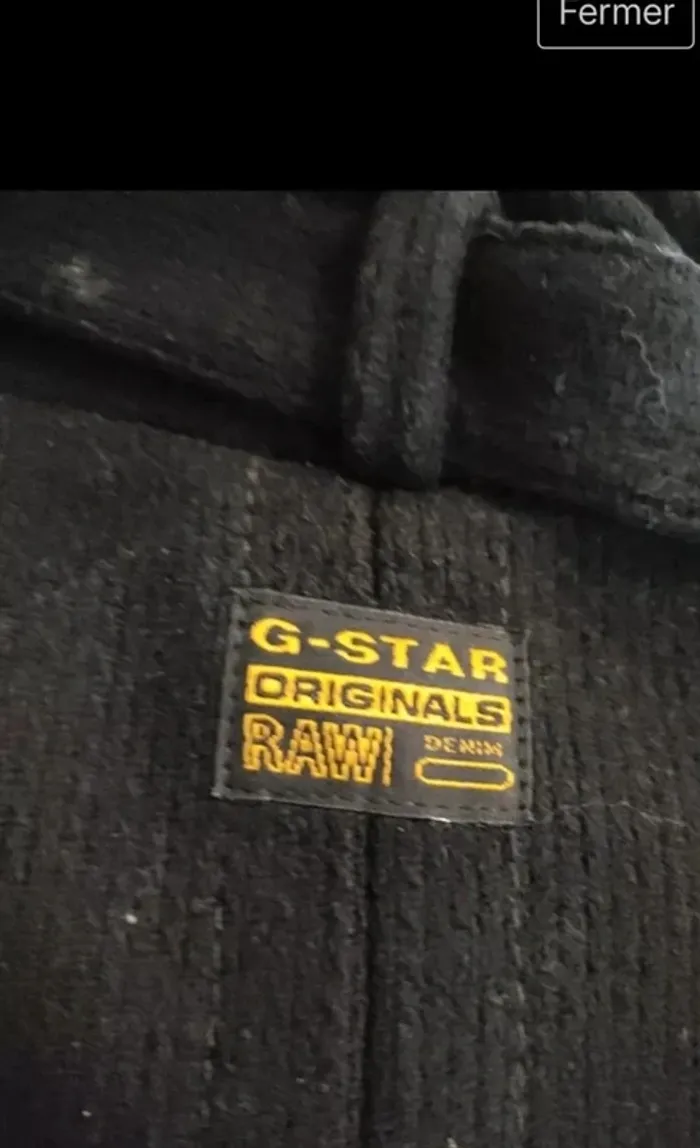 Fermer
G-STAR
ORIGINALS
RAW DENIM